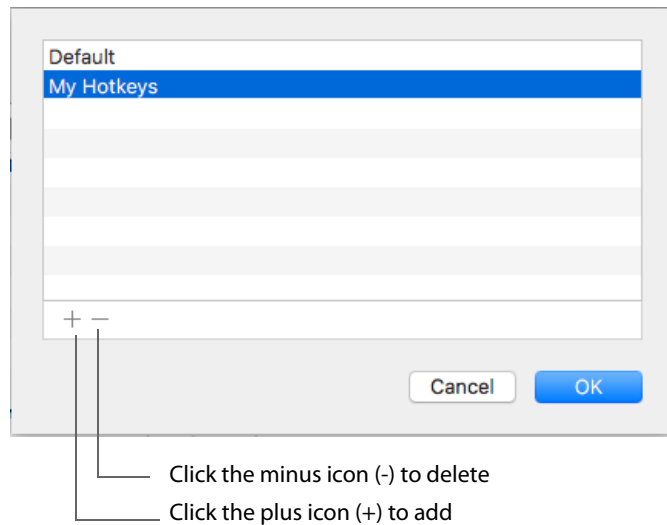 Default
My Hotkeys
+ −
Cancel OK
Click the minus icon (-) to delete
Click the plus icon (+) to add